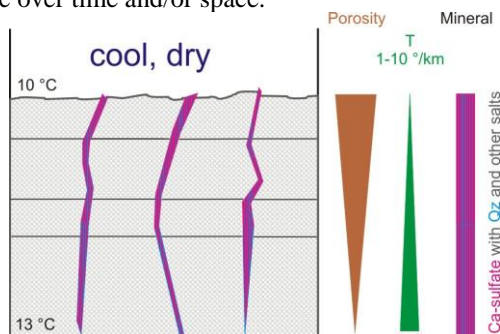 e over time and/or space.
Porosity
Mineral
T
1-10 °/km
cool, dry
10 °C
13 °C
Ca-sulfate with Qz and other salts